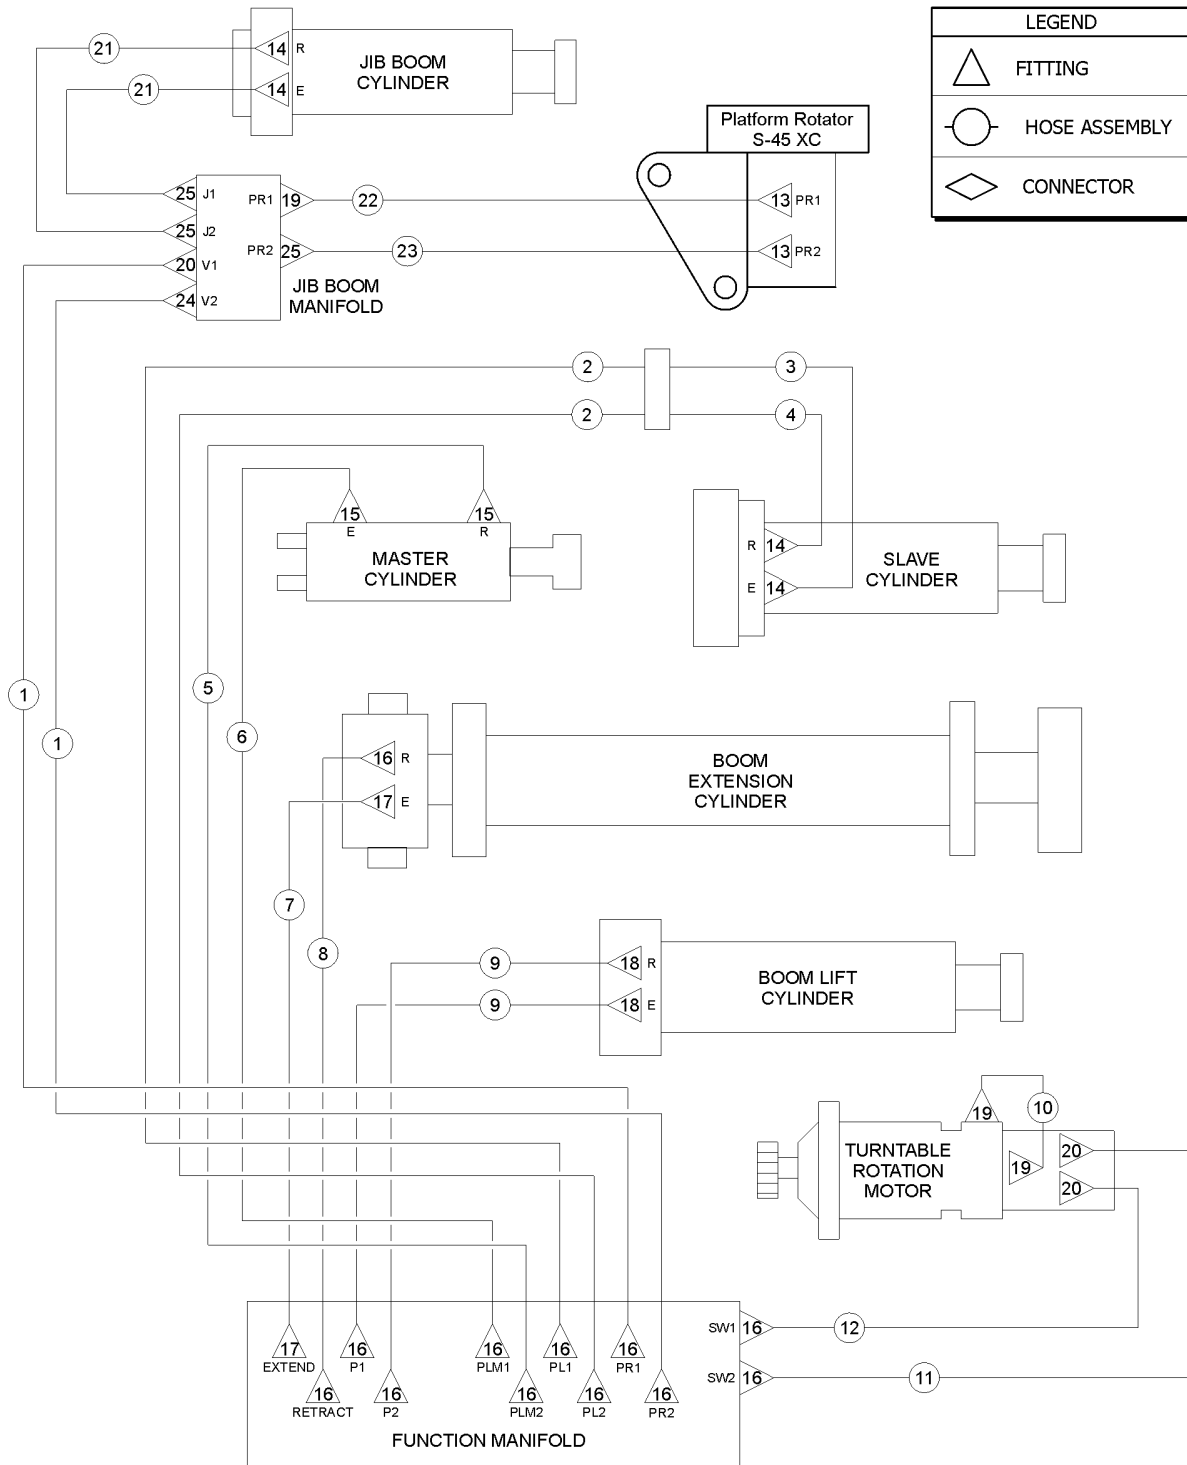 LEGEND
FITTING
HOSE ASSEMBLY
CONNECTOR
21
14 R
JIB BOOM
CYLINDER
21
14 E
Platform Rotator
S-45 XC
25 J1
PR1 19
22
13 PR1
25 J2
PR2 25
23
13 PR2
20 V1
24 V2
JIB BOOM
MANIFOLD
2
3
2
4
15
E
15
R
MASTER
CYLINDER
R 14
E 14
SLAVE
CYLINDER
1
5
1
6
16 R
17 E
BOOM
EXTENSION
CYLINDER
7
8
9
18 R
9
18 E
BOOM LIFT
CYLINDER
19
10
TURNTABLE
ROTATION
MOTOR
19
20
20
SW1 16
12
SW2 16
11
17
EXTEND
16
RETRACT
16
P1
16
P2
16
PLM1
16
PLM2
16
PL1
16
PL2
16
PR1
16
PR2
FUNCTION MANIFOLD